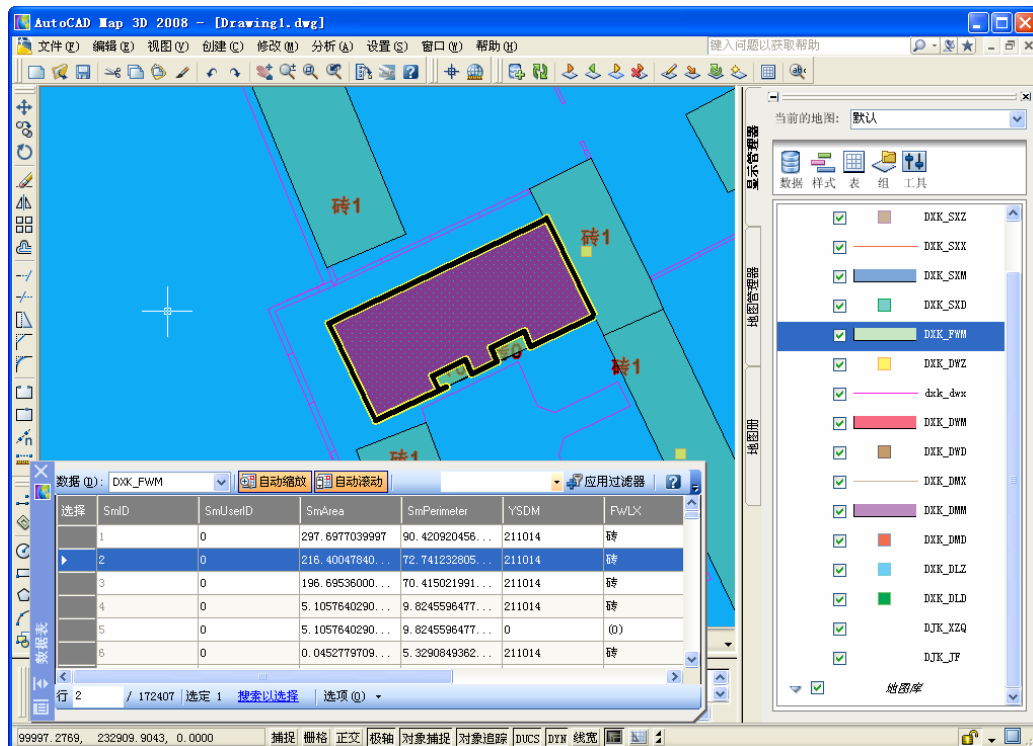 AutoCAD Map 3D 2008 - [Drawing1.dwg]
文件(F) 编辑(E) 视图(V) 创建(C) 修改(M) 分析(A) 设置(S) 窗口(W) 帮助(H) 键入问题以获取帮助
当前的地图: 默认
显示管理器
地图管理器
地图册
数据 样式 表 组 工具
DXK_SXZ
DXK_SXX
DXK_SXM
DXK_SXD
DXK_FWM
DXK_DWZ
dxk_dwx
DXK_DWM
DXK_DWD
DXK_DMX
DXK_DMM
DXK_DMD
DXK_DLZ
DXK_DLD
DJK_XZQ
DJK_JF
地图库
砖1
砖1
砖1
砖1
数据表
数据(D): DXK_FWM 自动缩放 自动滚动 应用过滤器
选择 SmID SmUserID SmArea SmPerimeter YSDM FWLX
1 0 297.6977039997 90.420920456... 211014 砖
2 0 216.40047840... 72.741232805... 211014 砖
3 0 196.69536000... 70.415021991... 211014 砖
4 0 5.1057640290... 9.8245596477... 211014 砖
5 0 5.1057640290... 9.8245596477... 0 (0)
6 0 0.0452779709... 5.3290849362... 211014 砖
行 2 / 172407 选定 1 搜索以选择 选项(O)
99997.2769, 232909.9043, 0.0000 捕捉 栅格 正交 极轴 对象捕捉 对象追踪 DUCS DYN 线宽